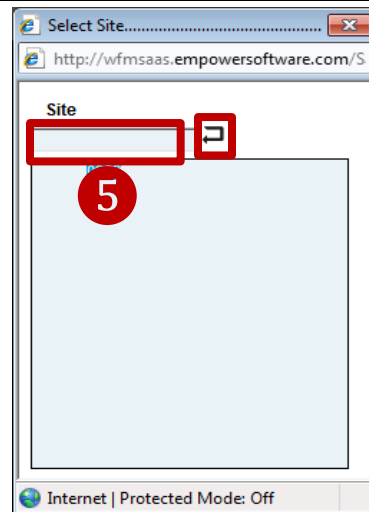 Select Site.................................................
http://wfmsaas.empowersoftware.com/S
Site
5
Internet | Protected Mode: Off